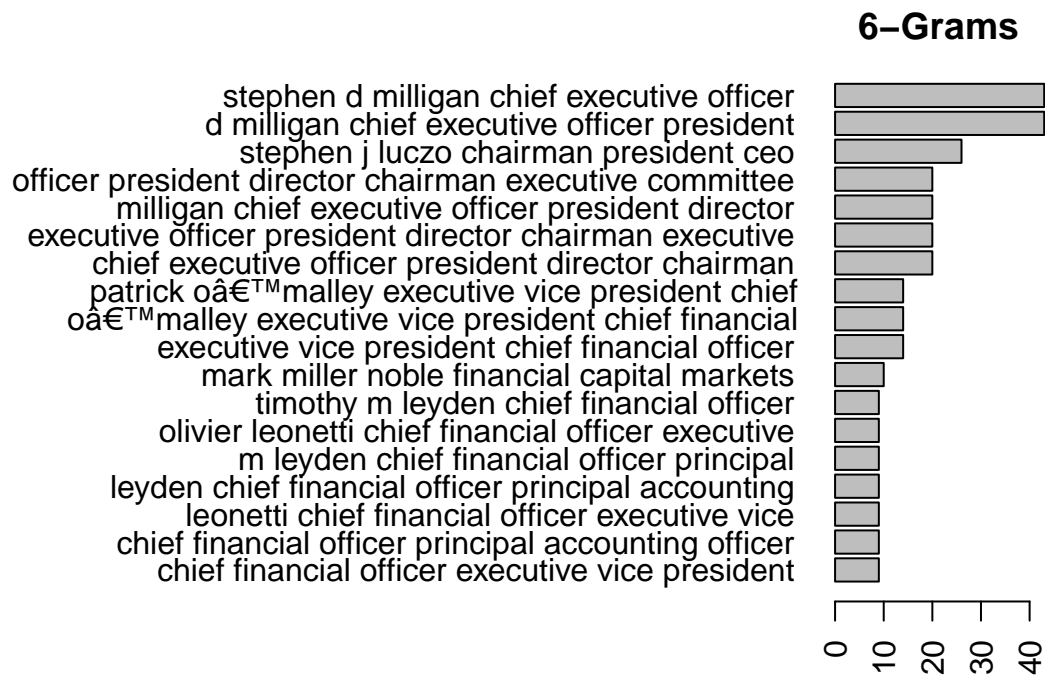 6–Grams
stephen d milligan chief executive officer
d milligan chief executive officer president
stephen j luczo chairman president ceo
officer president director chairman executive committee
milligan chief executive officer president director
executive officer president director chairman executive
chief executive officer president director chairman
patrick oâ€™malley executive vice president chief
oâ€™malley executive vice president chief financial
executive vice president chief financial officer
mark miller noble financial capital markets
timothy m leyden chief financial officer
olivier leonetti chief financial officer executive
m leyden chief financial officer principal
leyden chief financial officer principal accounting
leonetti chief financial officer executive vice
chief financial officer principal accounting officer
chief financial officer executive vice president
0 10 20 30 40